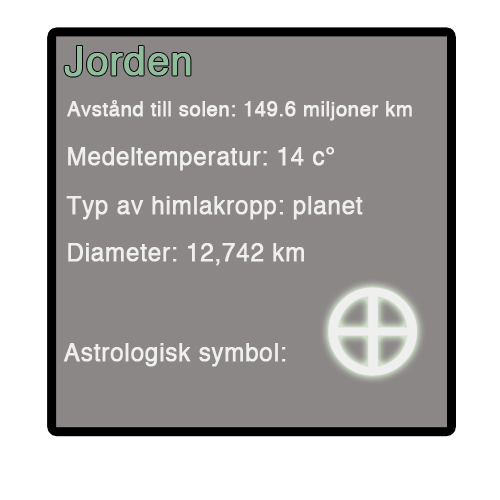 Jorden
Avstånd till solen: 149.6 miljoner km
Medeltemperatur: 14 c°
Typ av himlakropp: planet
Diameter: 12,742 km
Astrologisk symbol: